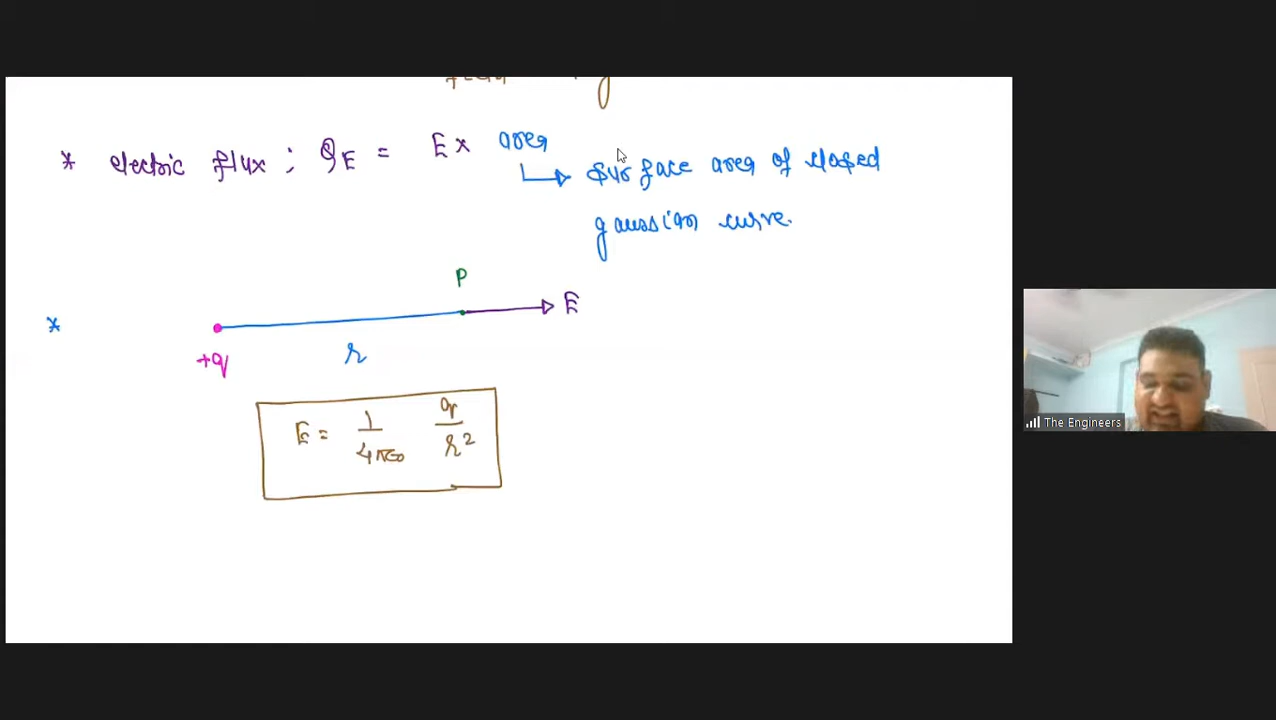 * electric flux ; φE = E x area
↳ surface area of closed
gaussian curve.
P
* E
+q r
E = 1/4πε0 q/r²
The Engineers